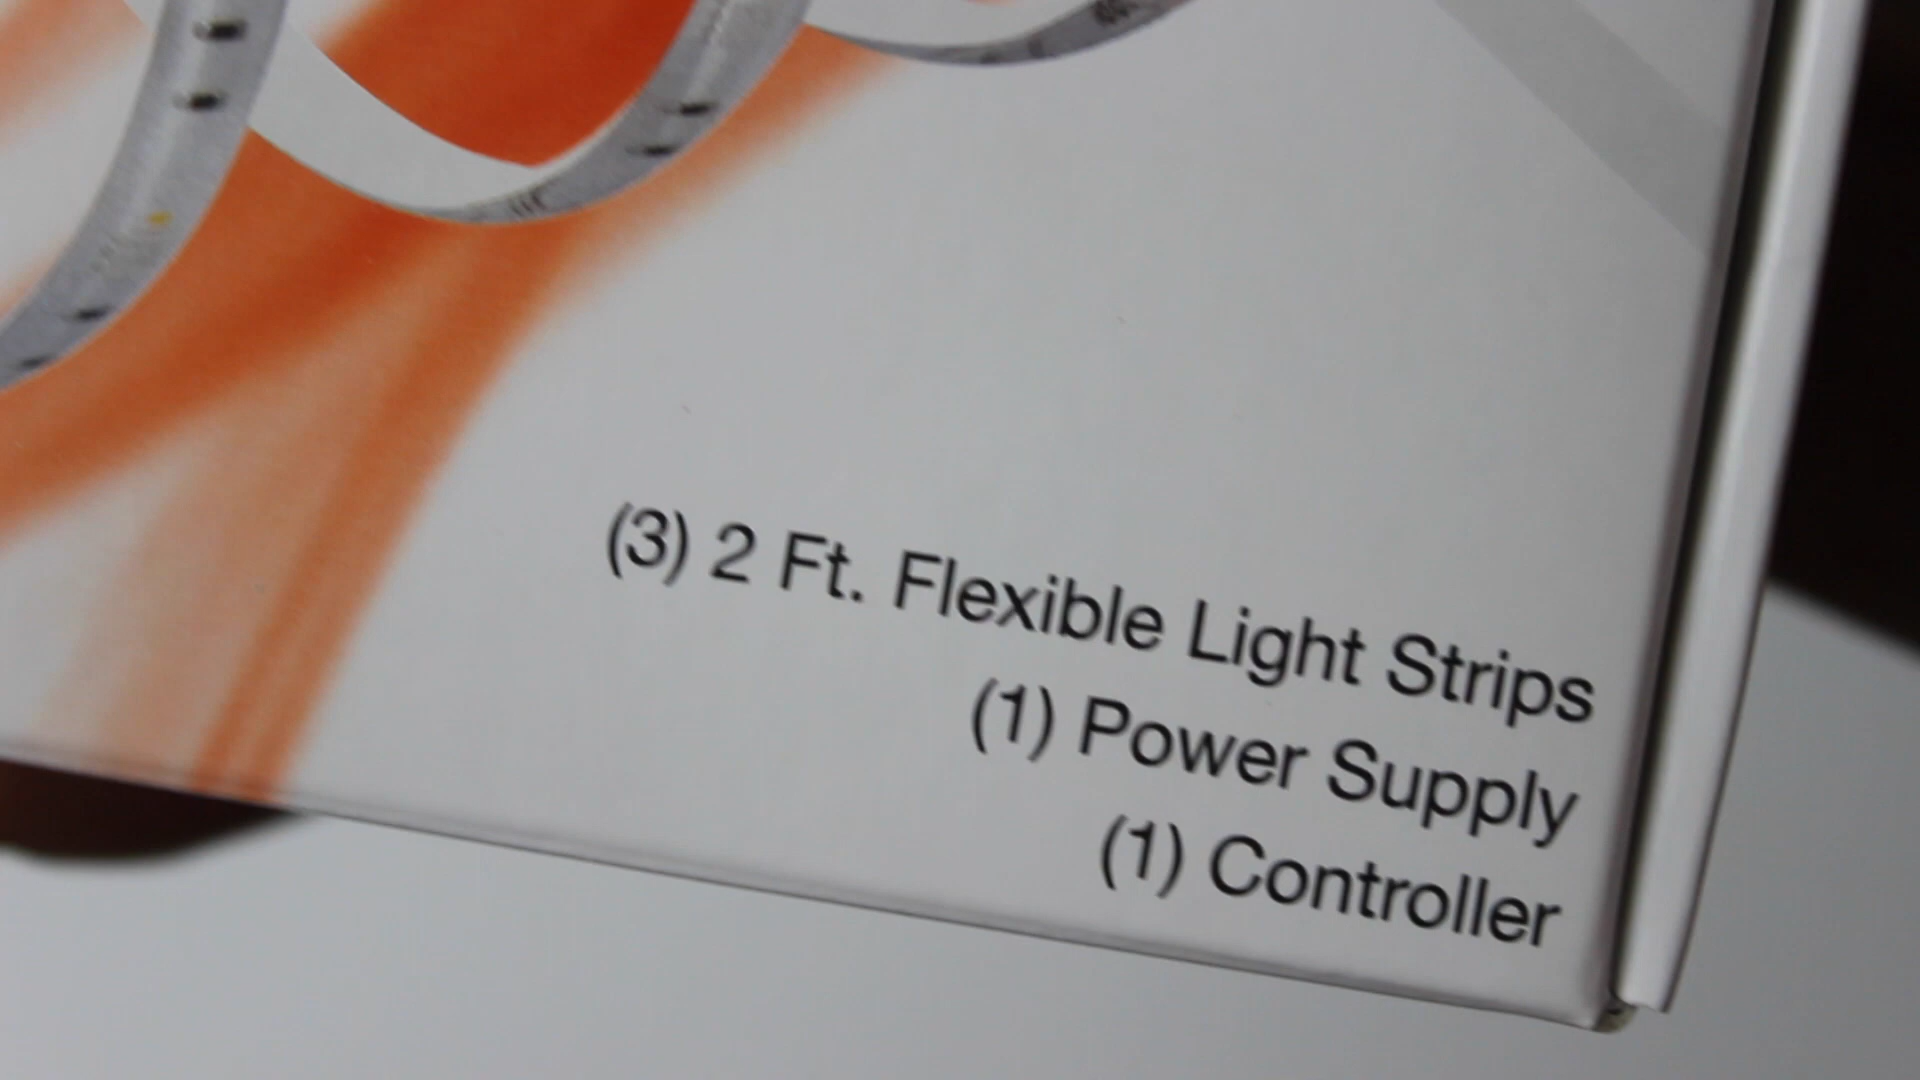 (3) 2 Ft. Flexible Light Strips
(1) Power Supply
(1) Controller